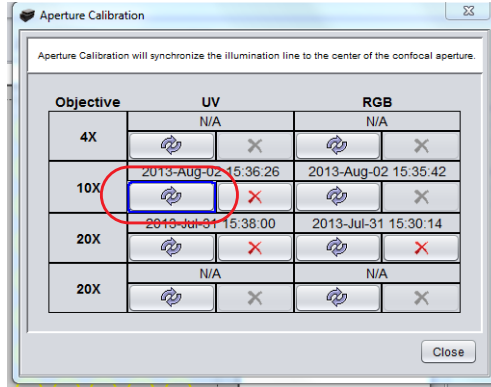 Aperture Calibration
Aperture Calibration will synchronize the illumination line to the center of the confocal aperture.
Objective UV RGB
N/A N/A
4X
2013-Aug-02 15:36:26 2013-Aug-02 15:35:42
10X
2013-Jul-31 15:38:00 2013-Jul-31 15:30:14
20X
N/A N/A
20X
Close